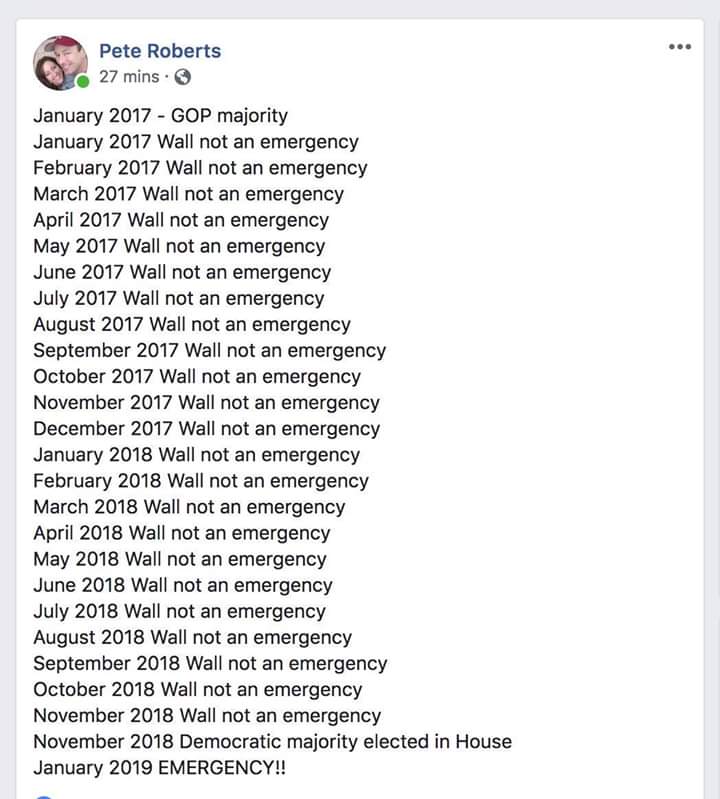 Pete Roberts
27 mins ·
January 2017 - GOP majority
January 2017 Wall not an emergency
February 2017 Wall not an emergency
March 2017 Wall not an emergency
April 2017 Wall not an emergency
May 2017 Wall not an emergency
June 2017 Wall not an emergency
July 2017 Wall not an emergency
August 2017 Wall not an emergency
September 2017 Wall not an emergency
October 2017 Wall not an emergency
November 2017 Wall not an emergency
December 2017 Wall not an emergency
January 2018 Wall not an emergency
February 2018 Wall not an emergency
March 2018 Wall not an emergency
April 2018 Wall not an emergency
May 2018 Wall not an emergency
June 2018 Wall not an emergency
July 2018 Wall not an emergency
August 2018 Wall not an emergency
September 2018 Wall not an emergency
October 2018 Wall not an emergency
November 2018 Wall not an emergency
November 2018 Democratic majority elected in House
January 2019 EMERGENCY!!